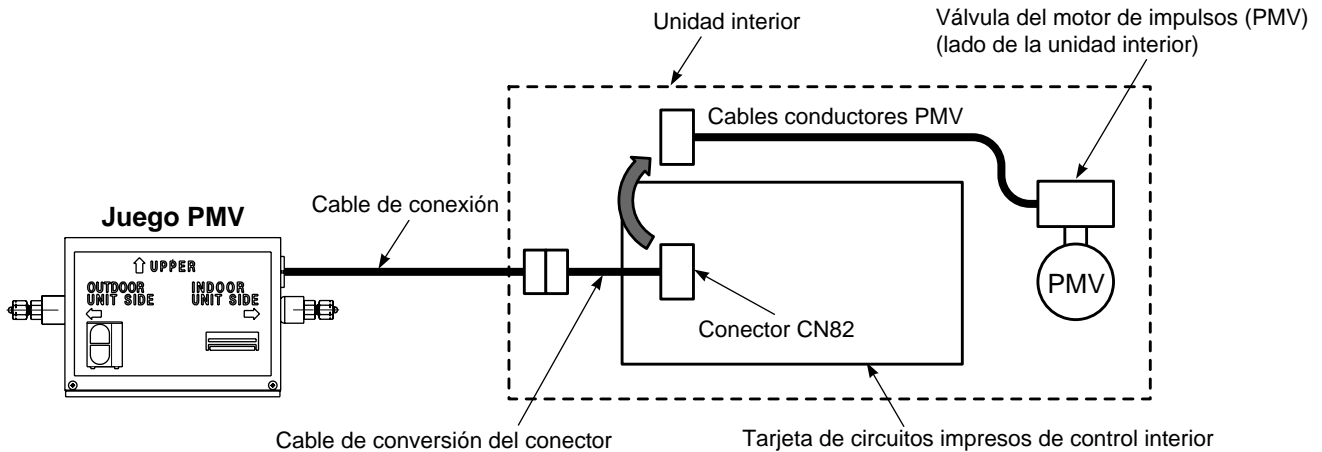 Unidad interior
Válvula del motor de impulsos (PMV)
(lado de la unidad interior)
Cables conductores PMV
Cable de conexión
Juego PMV
UPPER
OUTDOOR
UNIT SIDE
INDOOR
UNIT SIDE
PMV
Conector CN82
Cable de conversión del conector
Tarjeta de circuitos impresos de control interior